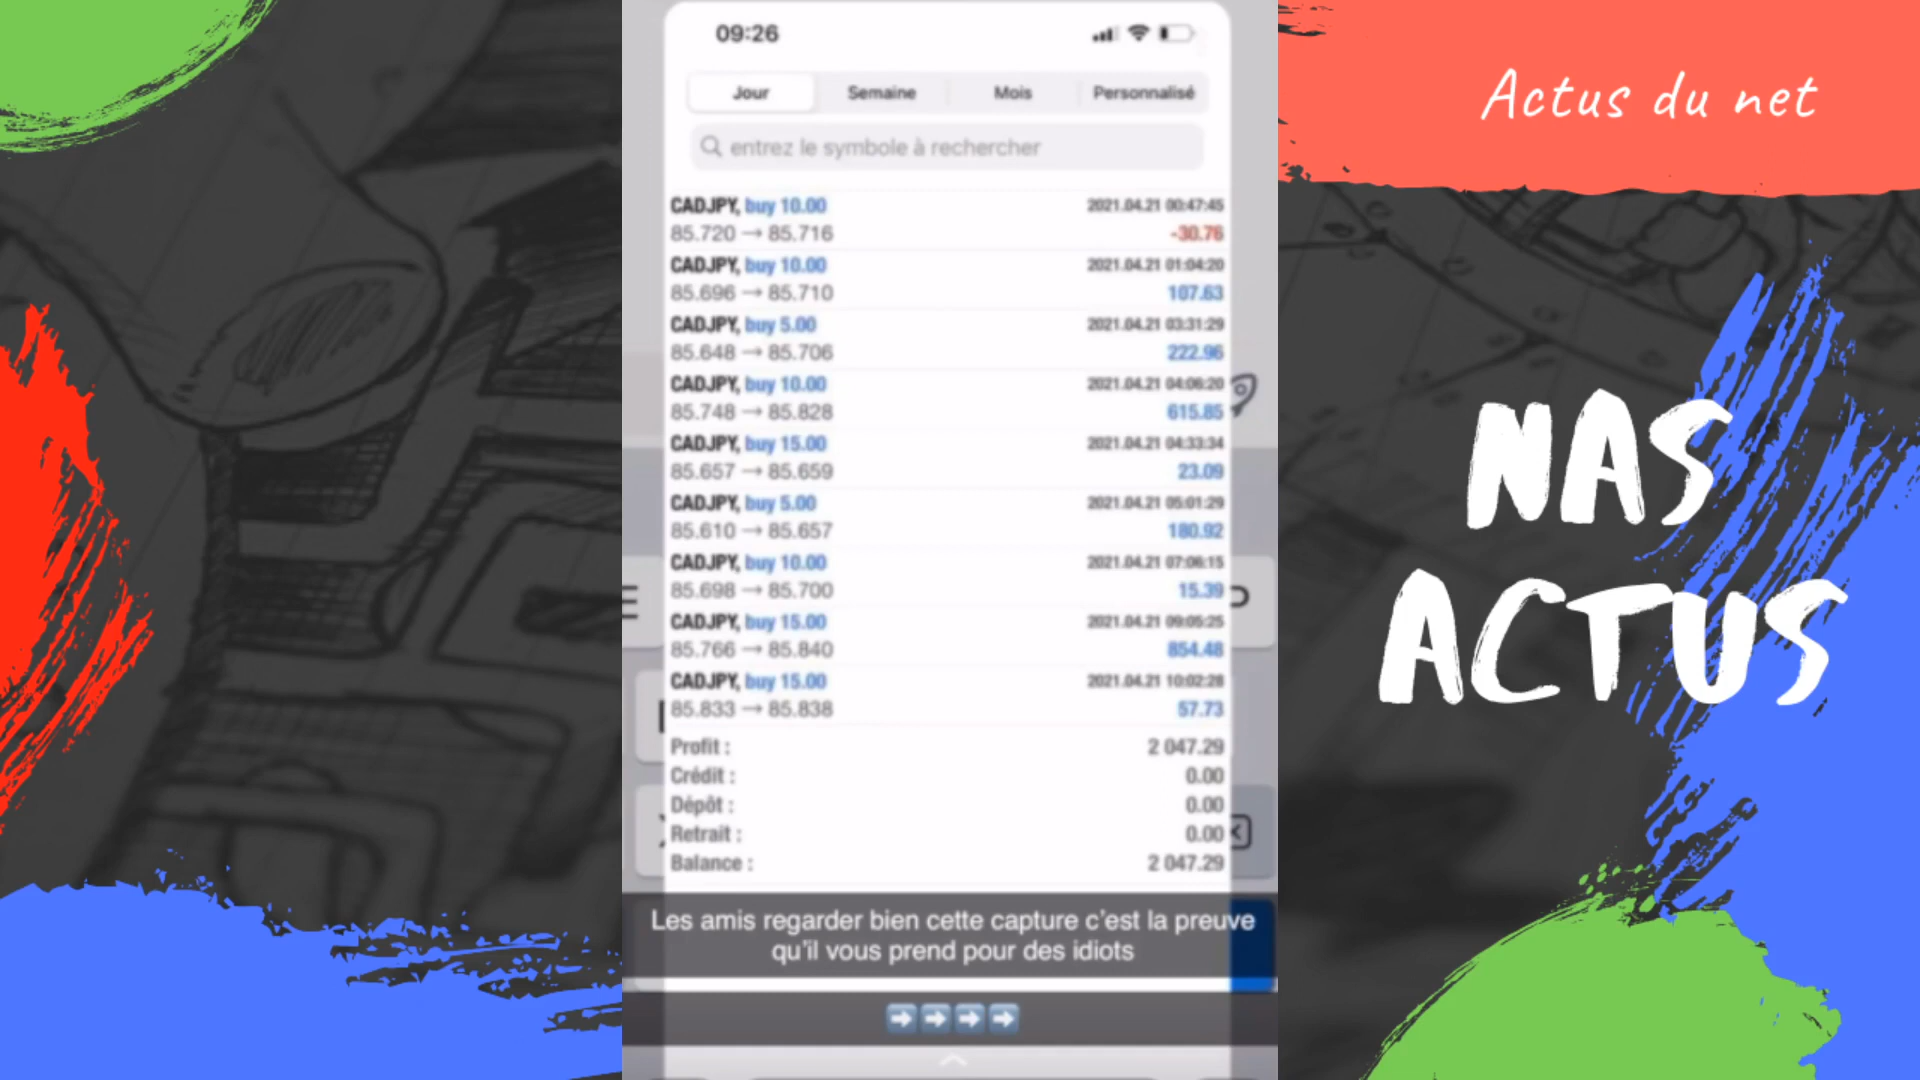 09:26
Jour Semaine Mois Personnalisé
entrez le symbole à rechercher
CADJPY, buy 10.00 2021.04.21 00:47:45
85.720 → 85.716 -30.76
CADJPY, buy 10.00 2021.04.21 01:04:20
85.696 → 85.710 107.63
CADJPY, buy 5.00 2021.04.21 03:31:29
85.648 → 85.706 222.96
CADJPY, buy 10.00 2021.04.21 04:06:20
85.748 → 85.828 615.85
CADJPY, buy 15.00 2021.04.21 04:33:34
85.657 → 85.659 23.09
CADJPY, buy 5.00 2021.04.21 05:01:29
85.610 → 85.657 180.92
CADJPY, buy 10.00 2021.04.21 07:06:15
85.698 → 85.700 15.39
CADJPY, buy 15.00 2021.04.21 09:05:25
85.766 → 85.840 854.48
CADJPY, buy 15.00 2021.04.21 10:02:28
85.833 → 85.838 57.73
Profit : 2 047.29
Crédit : 0.00
Dépôt : 0.00
Retrait : 0.00
Balance : 2 047.29
Les amis regarder bien cette capture c'est la preuve
qu'il vous prend pour des idiots
Actus du net
NAS
ACTUS